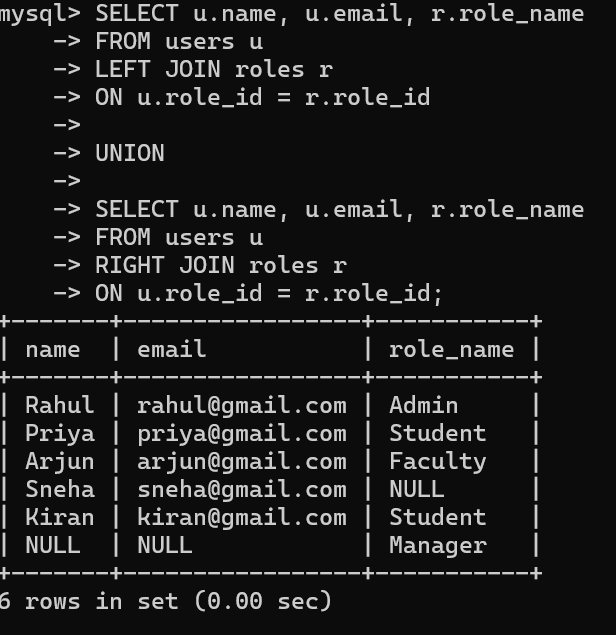 mysql> SELECT u.name, u.email, r.role_name
    -> FROM users u
    -> LEFT JOIN roles r
    -> ON u.role_id = r.role_id
    ->
    -> UNION
    ->
    -> SELECT u.name, u.email, r.role_name
    -> FROM users u
    -> RIGHT JOIN roles r
    -> ON u.role_id = r.role_id;
+-------+-----------------+-----------+
| name  | email           | role_name |
+-------+-----------------+-----------+
| Rahul | rahul@gmail.com | Admin     |
| Priya | priya@gmail.com | Student   |
| Arjun | arjun@gmail.com | Faculty   |
| Sneha | sneha@gmail.com | NULL      |
| Kiran | kiran@gmail.com | Student   |
| NULL  | NULL            | Manager   |
+-------+-----------------+-----------+
6 rows in set (0.00 sec)